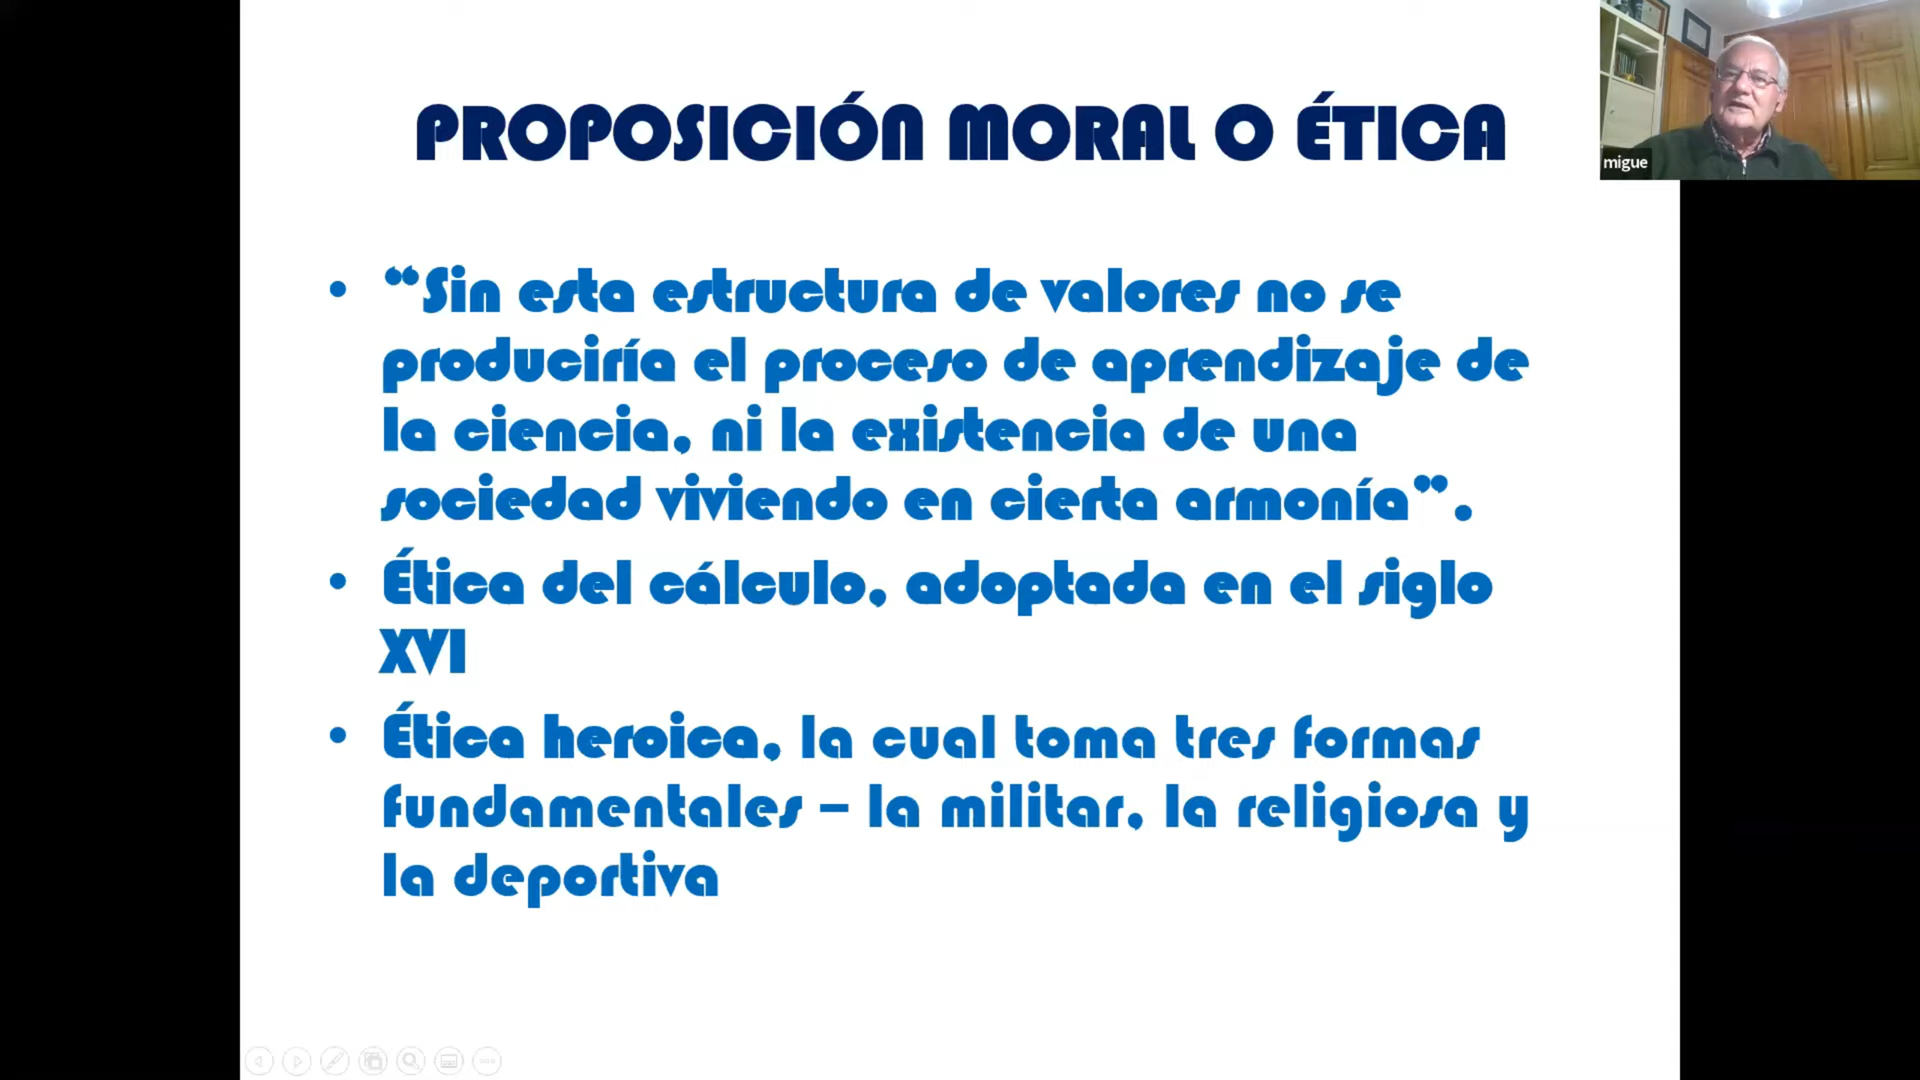 PROPOSICIÓN MORAL O ÉTICA
migue
• “Sin esta estructura de valores no se
produciría el proceso de aprendizaje de
la ciencia, ni la existencia de una
sociedad viviendo en cierta armonía”.
• Ética del cálculo, adoptada en el siglo
XVI
• Ética heroica, la cual toma tres formas
fundamentales – la militar, la religiosa y
la deportiva